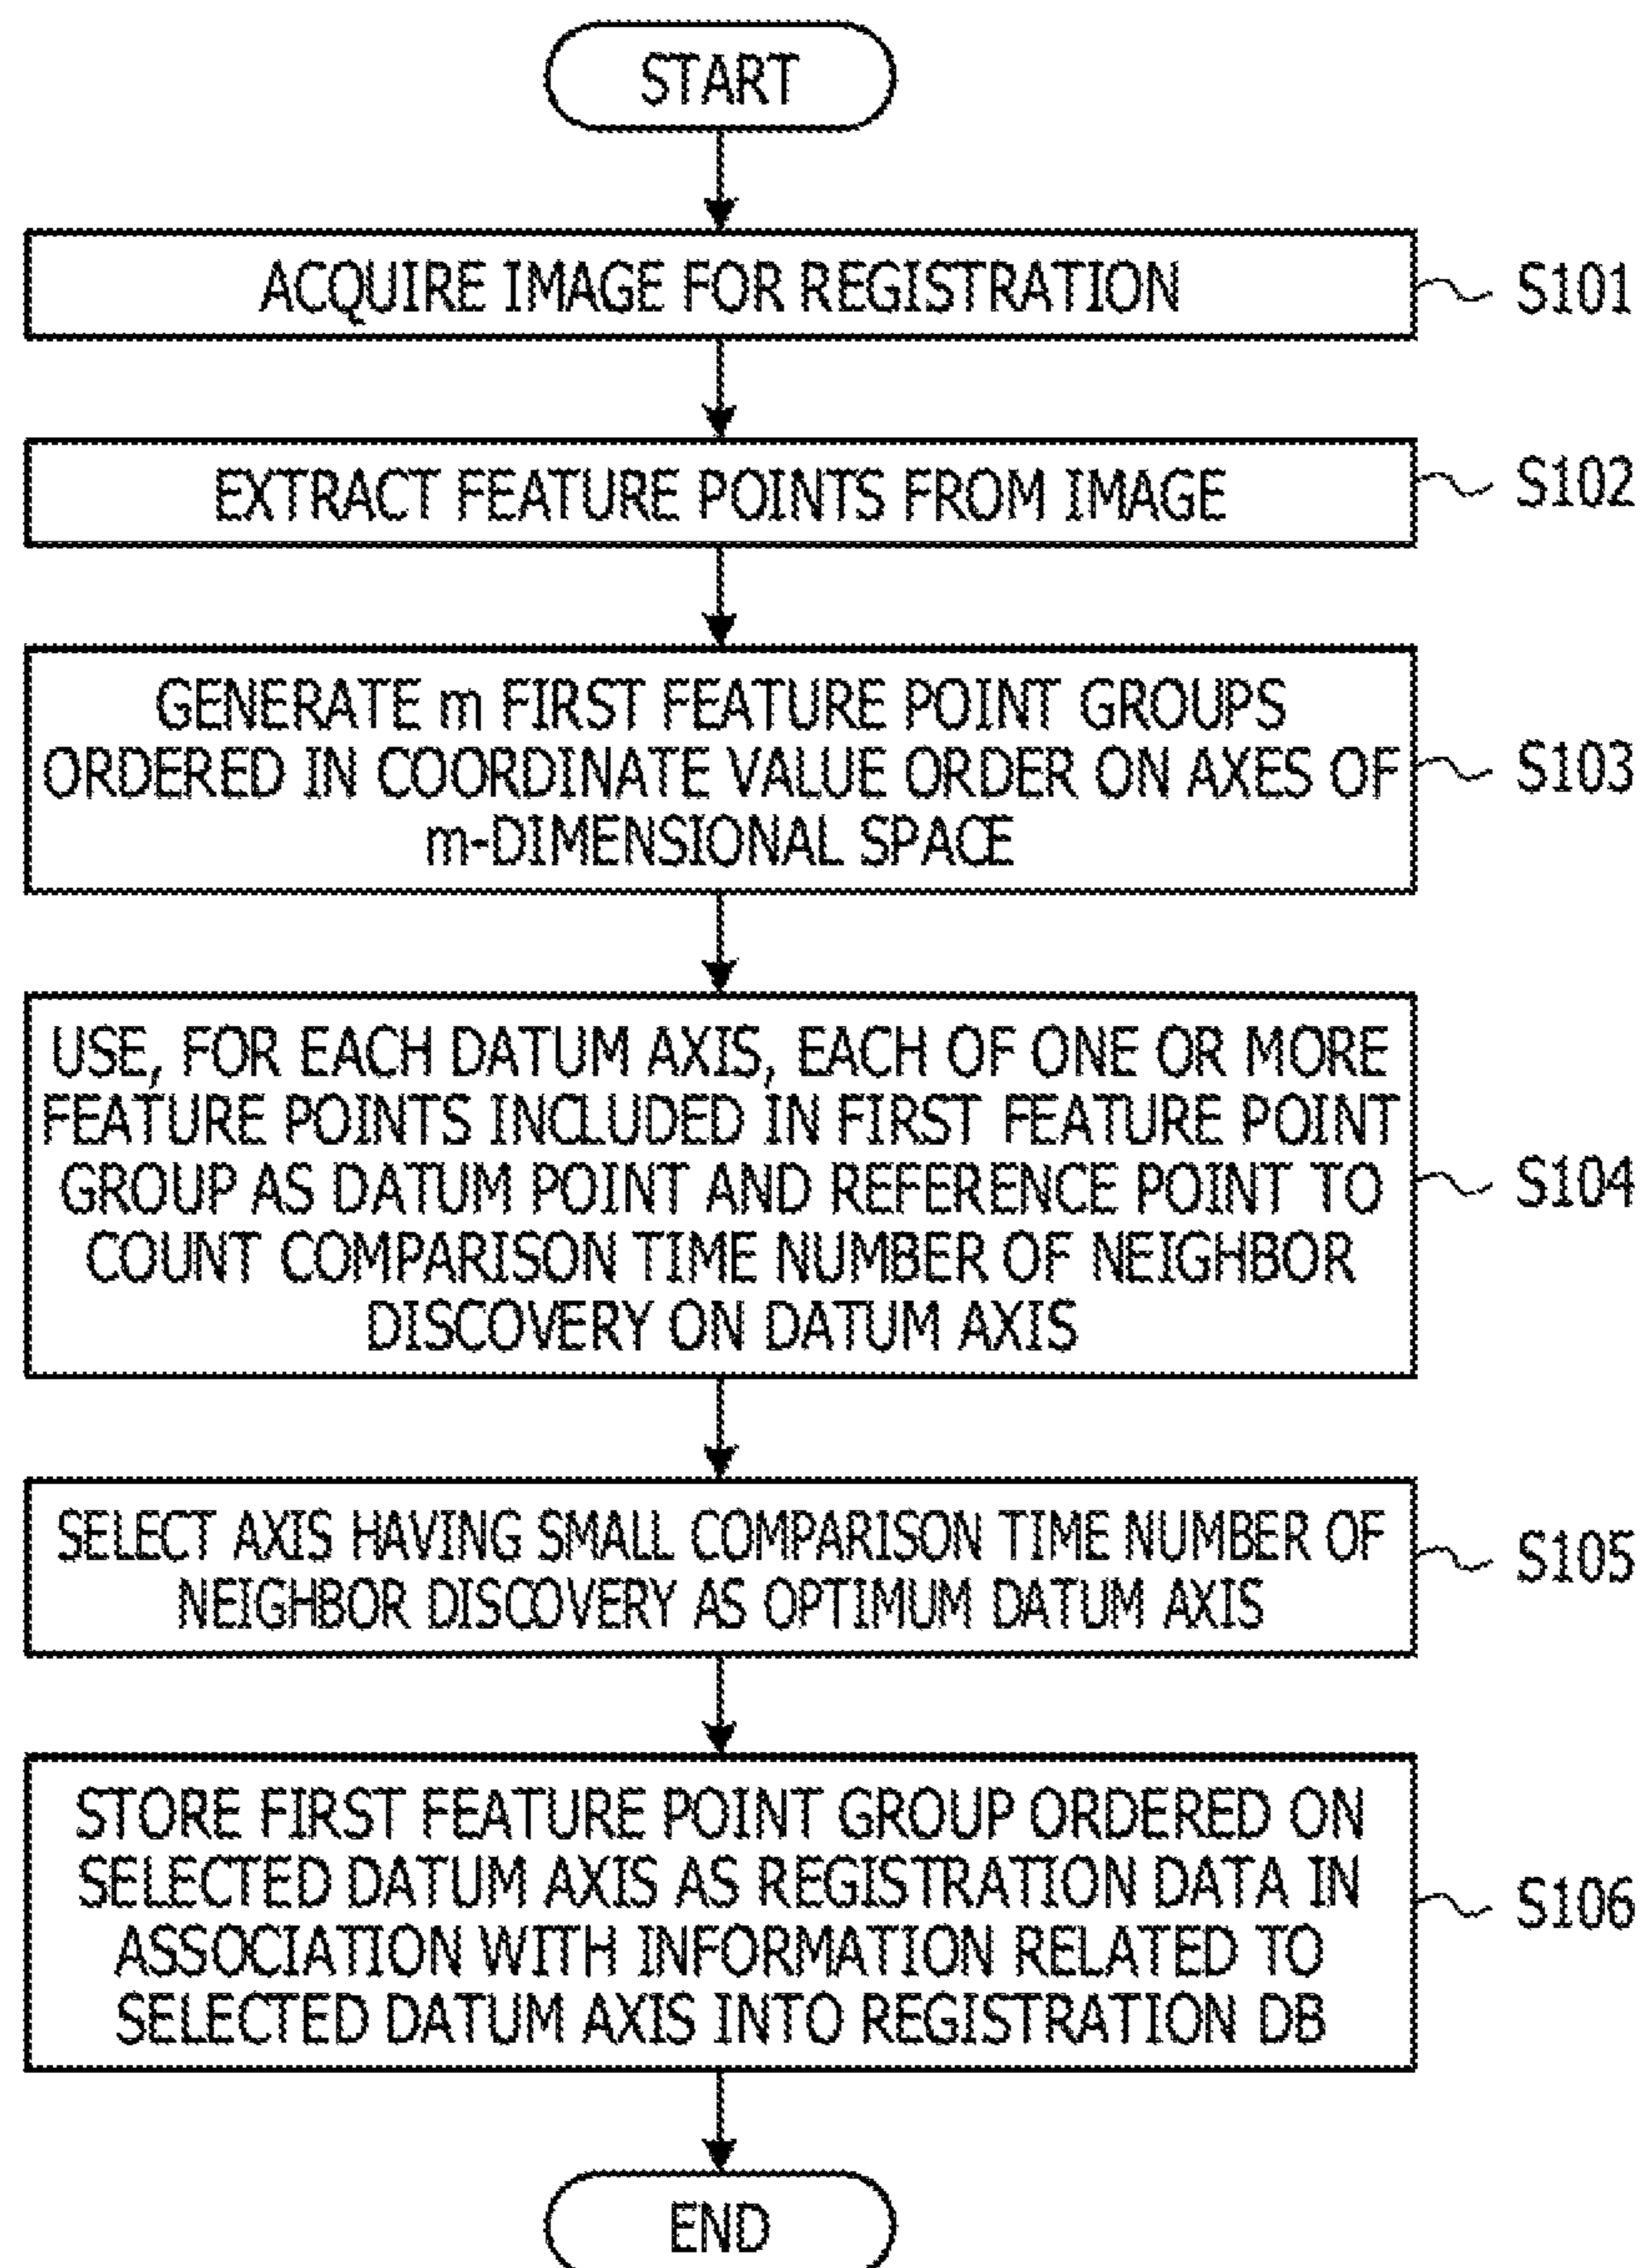 START
ACQUIRE IMAGE FOR REGISTRATION
S101
EXTRACT FEATURE POINTS FROM IMAGE
S102
GENERATE m FIRST FEATURE POINT GROUPS
ORDERED IN COORDINATE VALUE ORDER ON AXES OF
m-DIMENSIONAL SPACE
S103
USE, FOR EACH DATUM AXIS, EACH OF ONE OR MORE
FEATURE POINTS INCLUDED IN FIRST FEATURE POINT
GROUP AS DATUM POINT AND REFERENCE POINT TO
COUNT COMPARISON TIME NUMBER OF NEIGHBOR
DISCOVERY ON DATUM AXIS
S104
SELECT AXIS HAVING SMALL COMPARISON TIME NUMBER OF
NEIGHBOR DISCOVERY AS OPTIMUM DATUM AXIS
S105
STORE FIRST FEATURE POINT GROUP ORDERED ON
SELECTED DATUM AXIS AS REGISTRATION DATA IN
ASSOCIATION WITH INFORMATION RELATED TO
SELECTED DATUM AXIS INTO REGISTRATION DB
S106
END